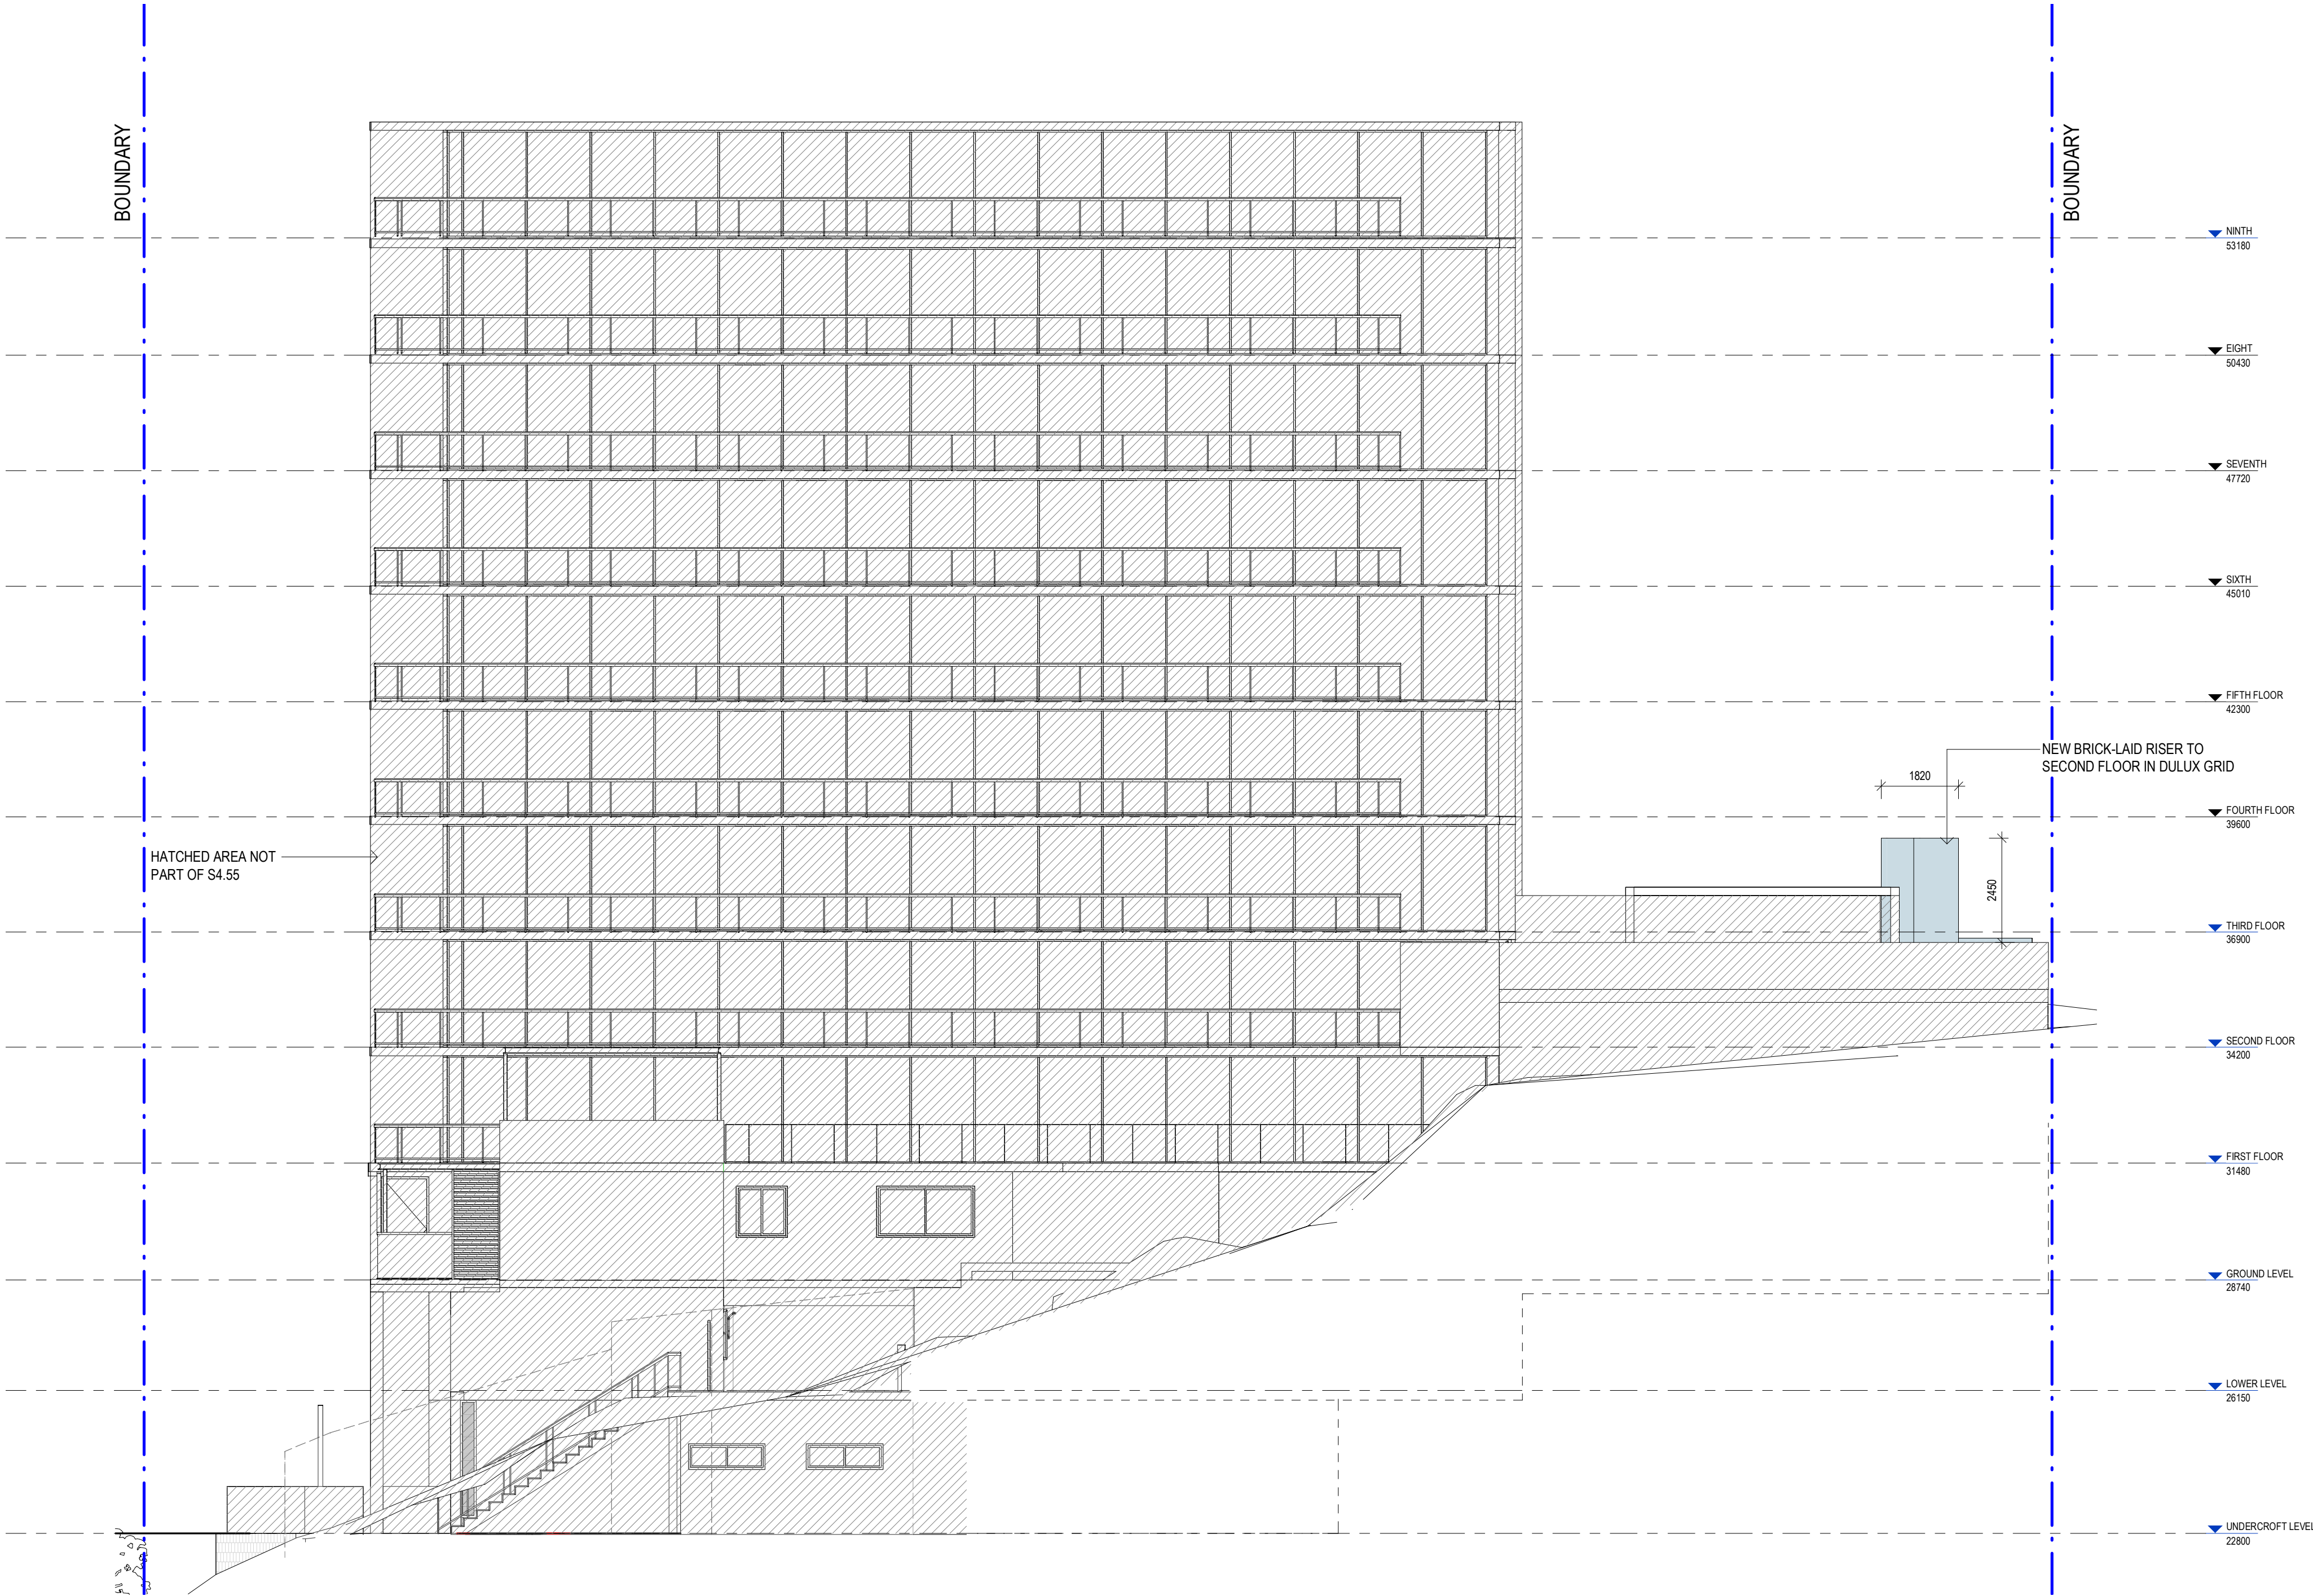 BOUNDARY
BOUNDARY
NINTH
53180
EIGHT
50430
SEVENTH
47720
SIXTH
45010
FIFTH FLOOR
42300
NEW BRICK-LAID RISER TO
SECOND FLOOR IN DULUX GRID
1820
FOURTH FLOOR
39600
HATCHED AREA NOT
PART OF S4.55
2450
THIRD FLOOR
36900
SECOND FLOOR
34200
FIRST FLOOR
31480
GROUND LEVEL
28740
LOWER LEVEL
26150
UNDERCROFT LEVEL
22800